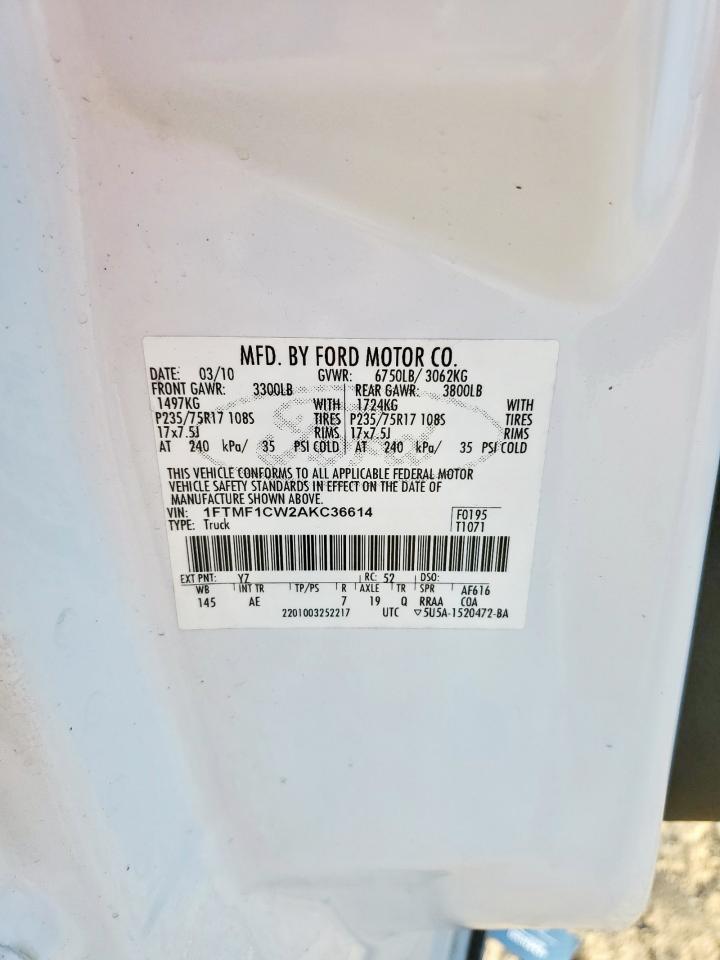 MFD. BY FORD MOTOR CO.
DATE: 03/10 GVWR: 6750LB/ 3062KG
FRONT GAWR: 3300LB REAR GAWR: 3800LB
1497KG WITH 1724KG WITH
P235/75R17 108S TIRES P235/75R17 108S TIRES
17x7.5J RIMS 17x7.5J RIMS
AT 240 kPa/ 35 PSI COLD AT 240 kPa/ 35 PSI COLD
THIS VEHICLE CONFORMS TO ALL APPLICABLE FEDERAL MOTOR
VEHICLE SAFETY STANDARDS IN EFFECT ON THE DATE OF
MANUFACTURE SHOWN ABOVE.
VIN: 1FTMF1CW2AKC36614 F0195
TYPE: Truck T1071
EXT PNT: YZ RC: 52 DSO:
WB INT TR TP/PS R AXLE TR SPR AF616
145 AE 7 19 Q RRAA COA
2201003252217 UTC ▽5U5A-1520472-BA